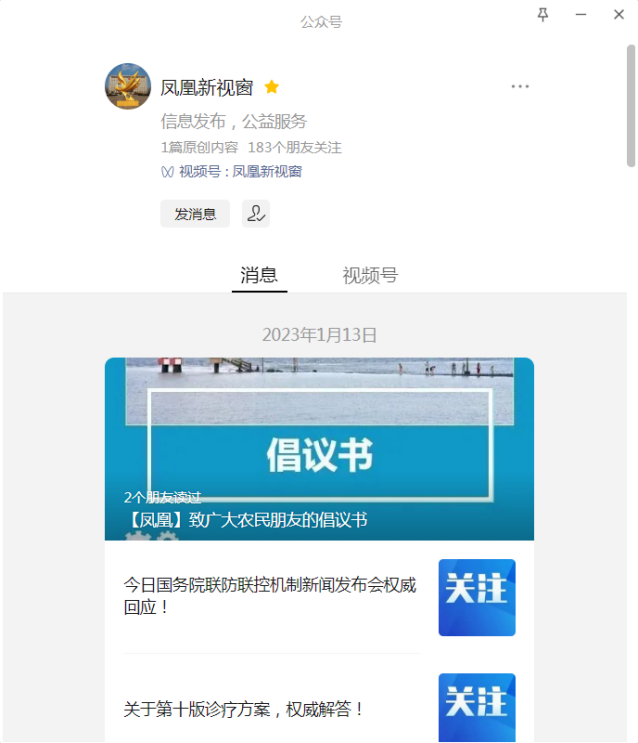 公众号
凤凰新视窗
信息发布，公益服务
1篇原创内容 183个朋友关注
视频号：凤凰新视窗
发消息
消息 视频号
2023年1月13日
倡议书
2个朋友读过
【凤凰】致广大农民朋友的倡议书
今日国务院联防联控机制新闻发布会权威
回应！
关注
关于第十版诊疗方案，权威解答！
关注